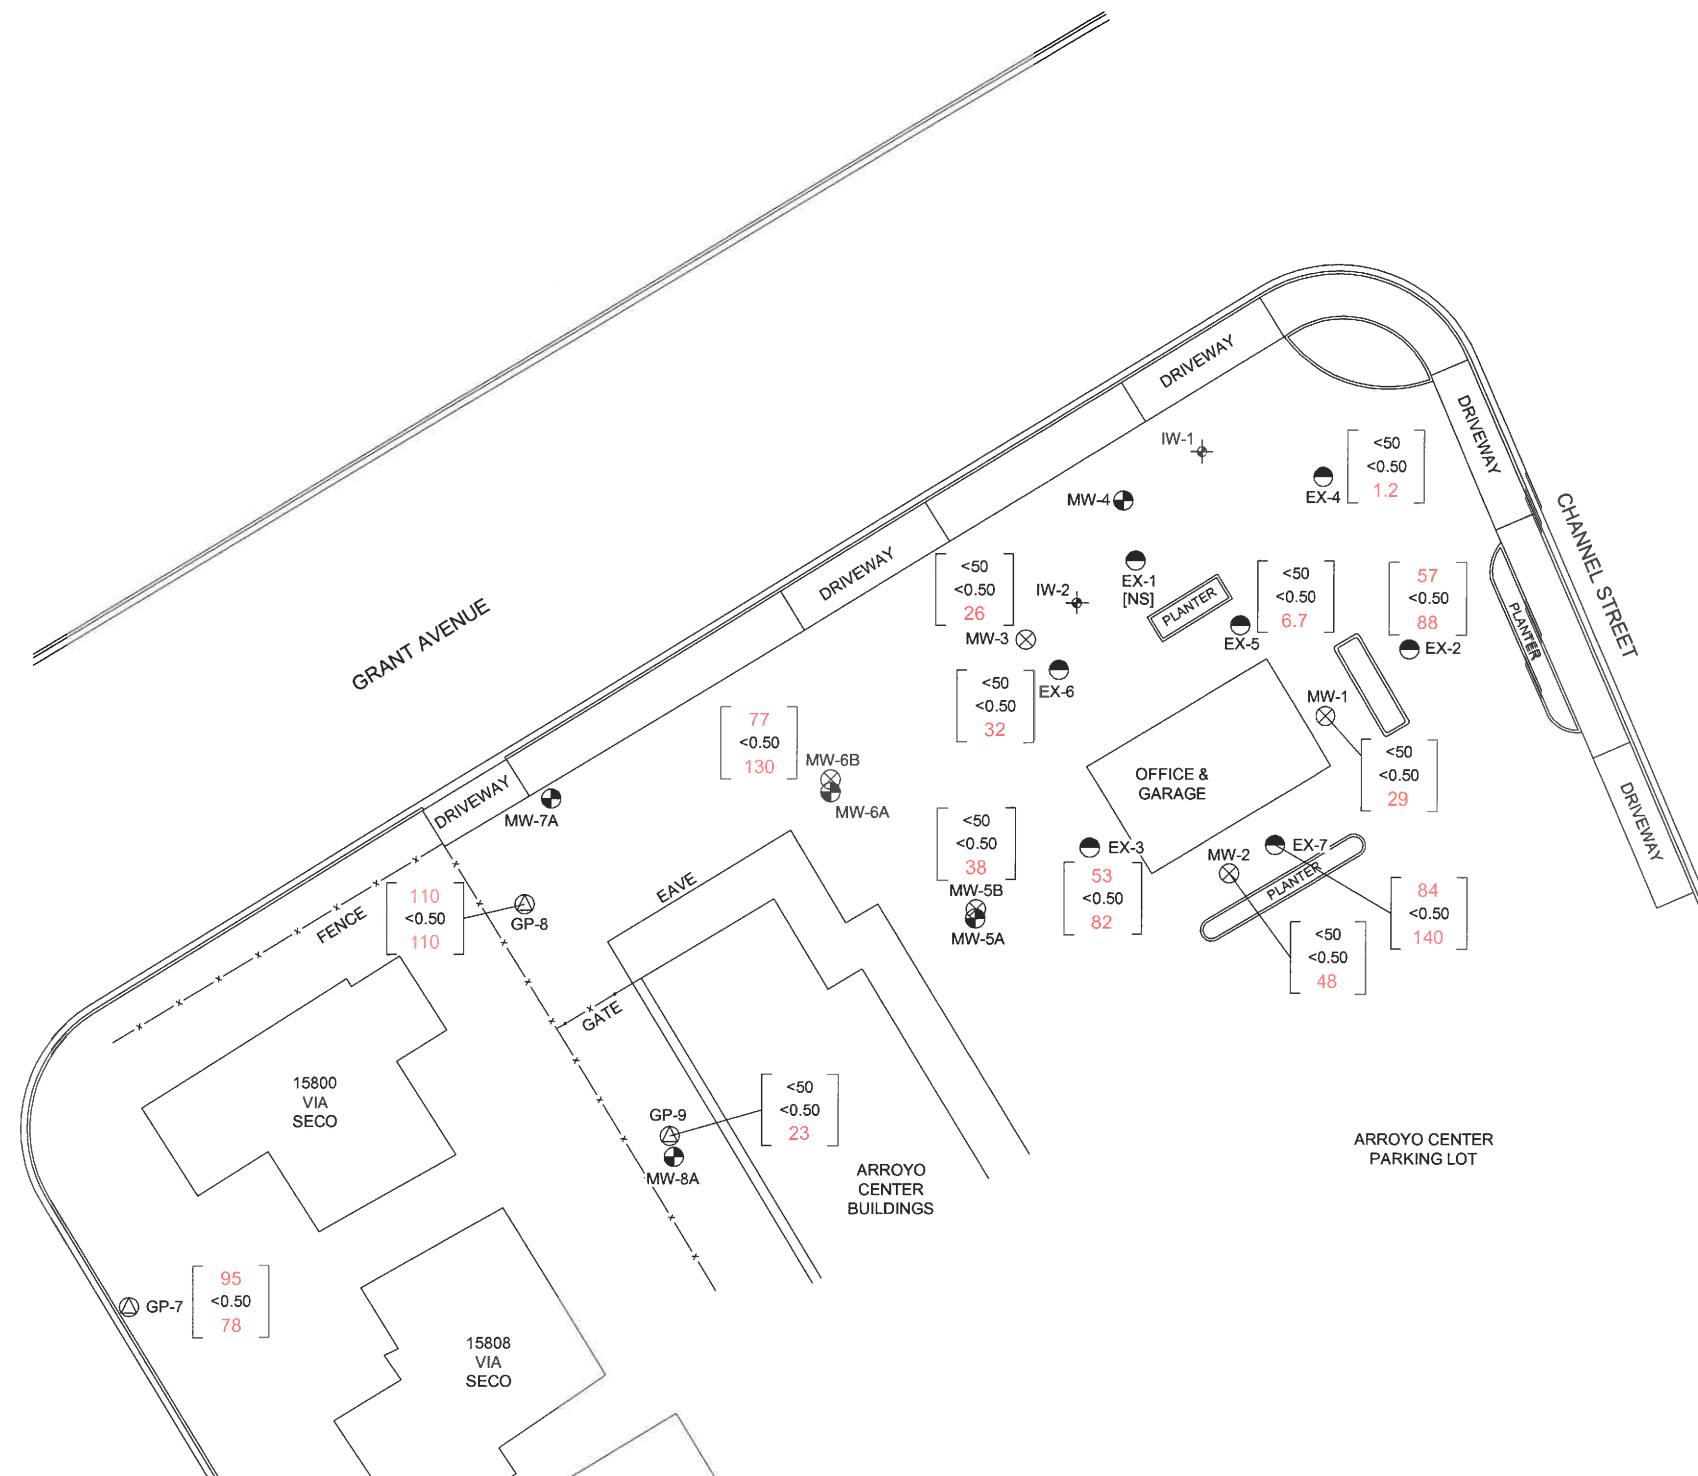 GRANT AVENUE
DRIVEWAY
DRIVEWAY
DRIVEWAY
DRIVEWAY
DRIVEWAY
CHANNEL STREET
PLANTER
IW-1
MW-4
EX-4
<50
<0.50
1.2
<50
<0.50
26
MW-3
IW-2
EX-1
[NS]
PLANTER
<50
<0.50
6.7
EX-5
57
<0.50
88
EX-2
<50
<0.50
32
EX-6
MW-1
<50
<0.50
29
OFFICE &
GARAGE
77
<0.50
130
MW-6B
MW-6A
MW-7A
<50
<0.50
38
MW-5B
MW-5A
EX-3
53
<0.50
82
MW-2
EX-7
PLANTER
84
<0.50
140
<50
<0.50
48
EAVE
FENCE
110
<0.50
110
GP-8
GATE
15800
VIA
SECO
GP-9
<50
<0.50
23
MW-8A
ARROYO
CENTER
BUILDINGS
ARROYO CENTER
PARKING LOT
GP-7
95
<0.50
78
15808
VIA
SECO